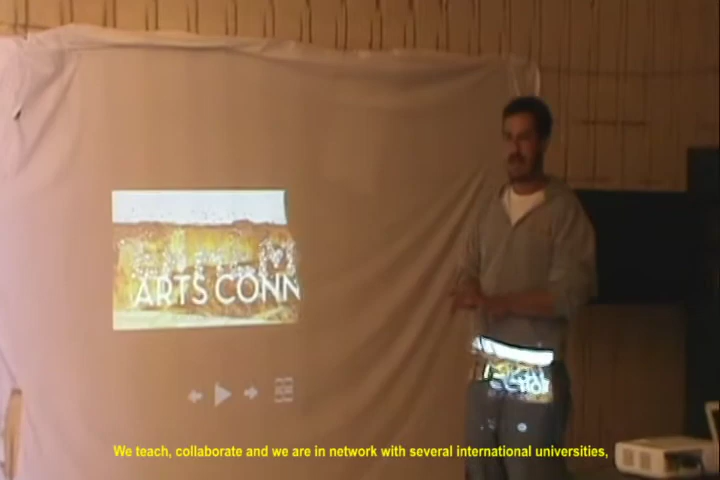 ARTS CONN
We teach, collaborate and we are in network with several international universities,